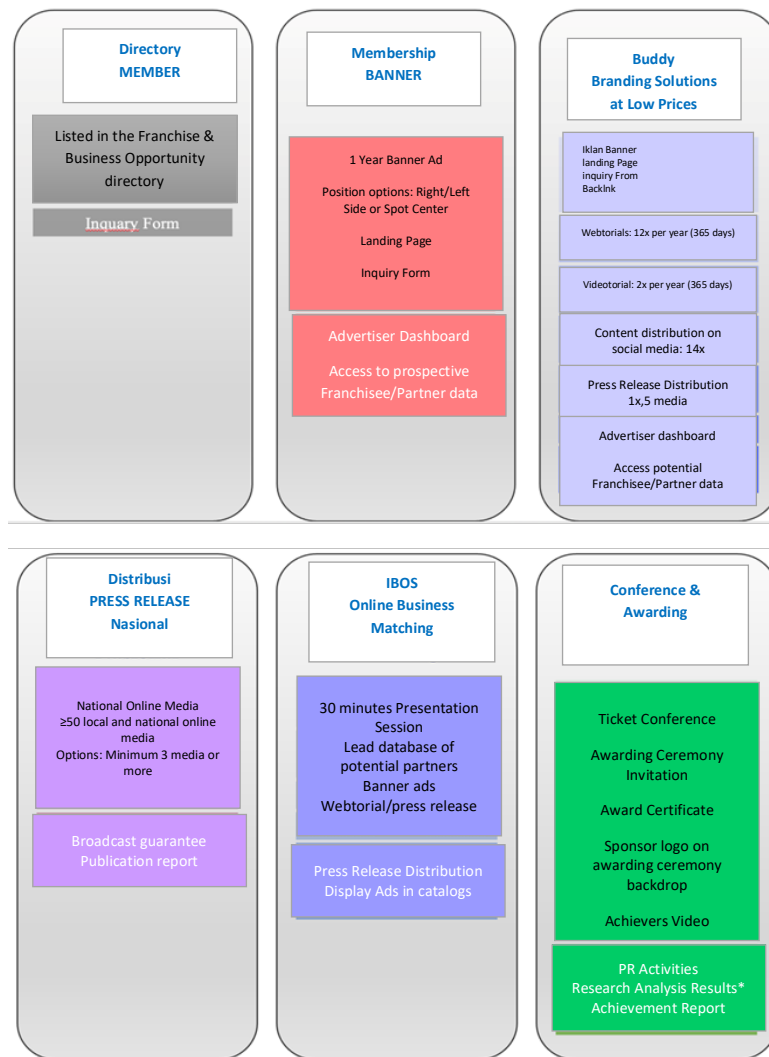 Directory
MEMBER
Listed in the Franchise &
Business Opportunity
directory
Inquary Form
Membership
BANNER
1 Year Banner Ad
Position options: Right/Left
Side or Spot Center
Landing Page
Inquiry Form
Advertiser Dashboard
Access to prospective
Franchisee/Partner data
Buddy
Branding Solutions
at Low Prices
Iklan Banner
landing Page
inquiry From
Backlnk
Webtorials: 12x per year (365 days)
Videotorial: 2x per year (365 days)
Content distribution on
social media: 14x
Press Release Distribution
1x,5 media
Advertiser dashboard
Access potential
Franchisee/Partner data
Distribusi
PRESS RELEASE
Nasional
National Online Media
≥50 local and national online
media
Options: Minimum 3 media or
more
Broadcast guarantee
Publication report
IBOS
Online Business
Matching
30 minutes Presentation
Session
Lead database of
potential partners
Banner ads
Webtorial/press release
Press Release Distribution
Display Ads in catalogs
Conference &
Awarding
Ticket Conference
Awarding Ceremony
Invitation
Award Certificate
Sponsor logo on
awarding ceremony
backdrop
Achievers Video
PR Activities
Research Analysis Results*
Achievement Report